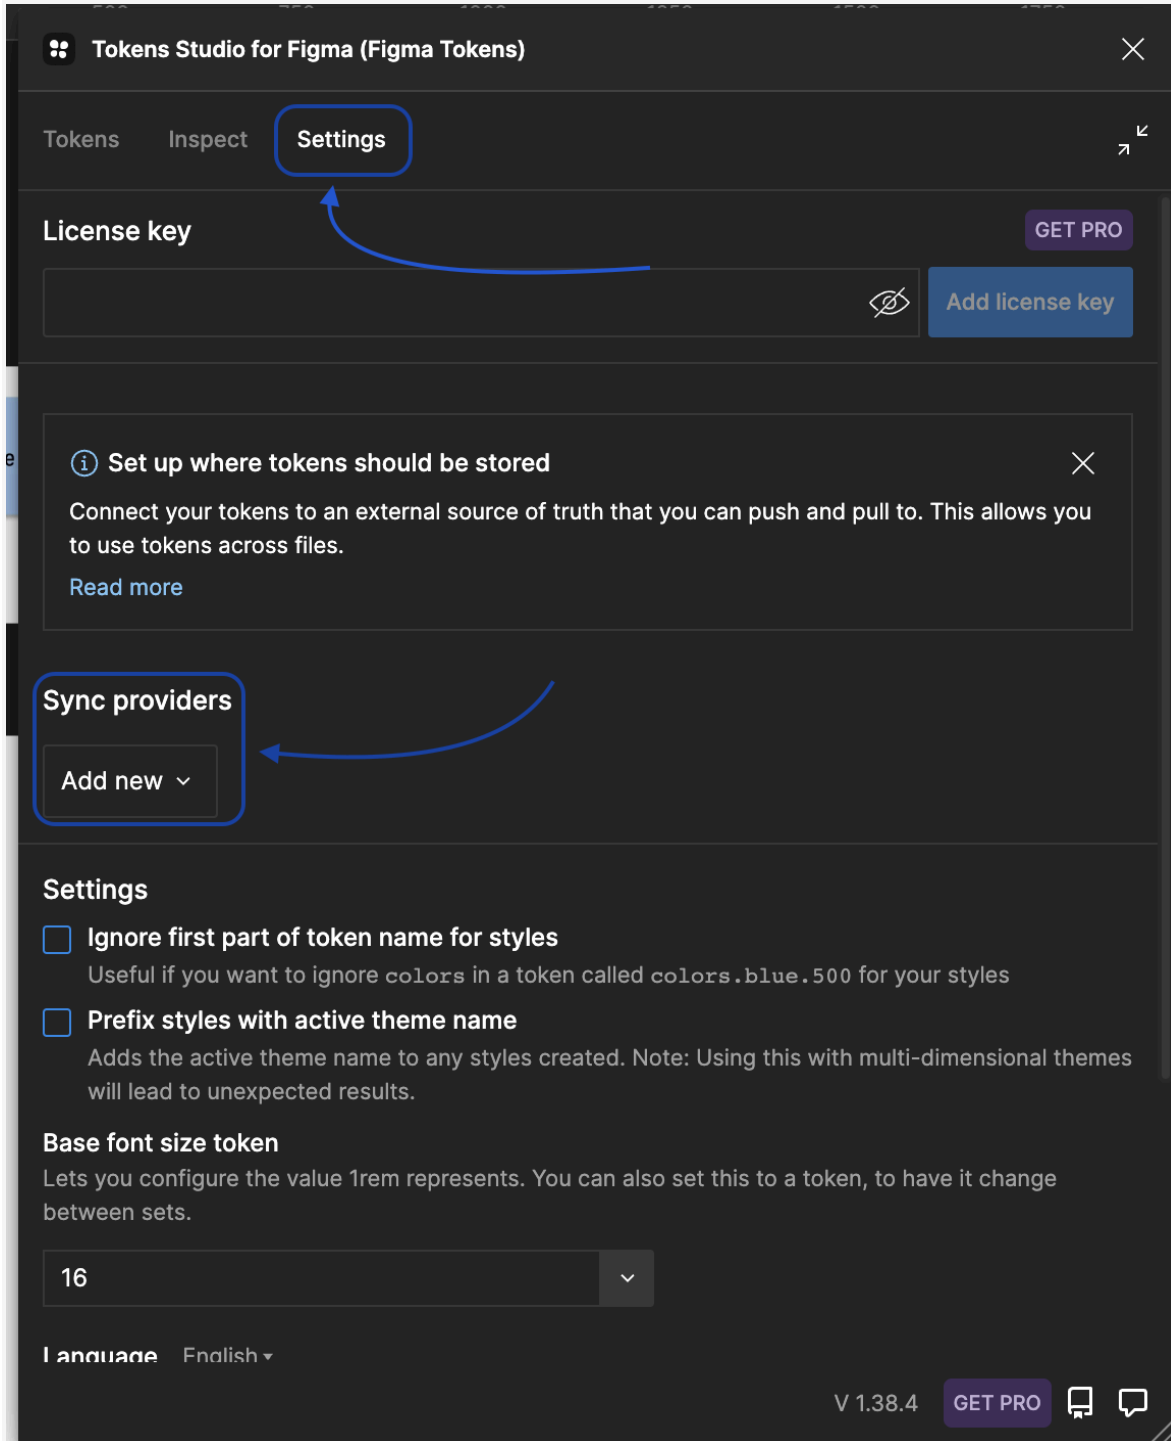 Tokens Studio for Figma (Figma Tokens)
Tokens Inspect Settings
License key GET PRO
Add license key
Set up where tokens should be stored
Connect your tokens to an external source of truth that you can push and pull to. This allows you
to use tokens across files.
Read more
Sync providers
Add new
Settings
Ignore first part of token name for styles
Useful if you want to ignore colors in a token called colors.blue.500 for your styles
Prefix styles with active theme name
Adds the active theme name to any styles created. Note: Using this with multi-dimensional themes
will lead to unexpected results.
Base font size token
Lets you configure the value 1rem represents. You can also set this to a token, to have it change
between sets.
16
Language English
V 1.38.4 GET PRO